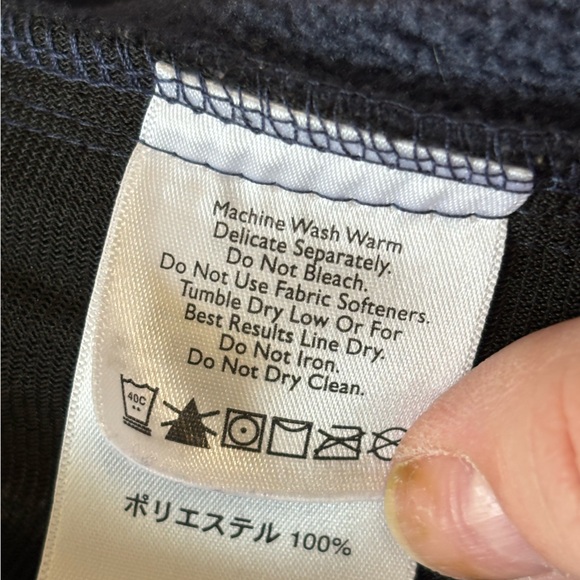 Machine Wash Warm
Delicate Separately.
Do Not Bleach.
Do Not Use Fabric Softeners.
Tumble Dry Low Or For
Best Results Line Dry.
Do Not Iron.
Do Not Dry Clean.
40C
ポリエステル 100%